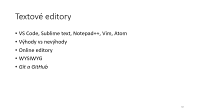 Textové editory
• VS Code, Sublime text, Notepad++, Vim, Atom
• Výhody vs nevýhody
• Online editory
• WYSIWYG
• Git a GitHub